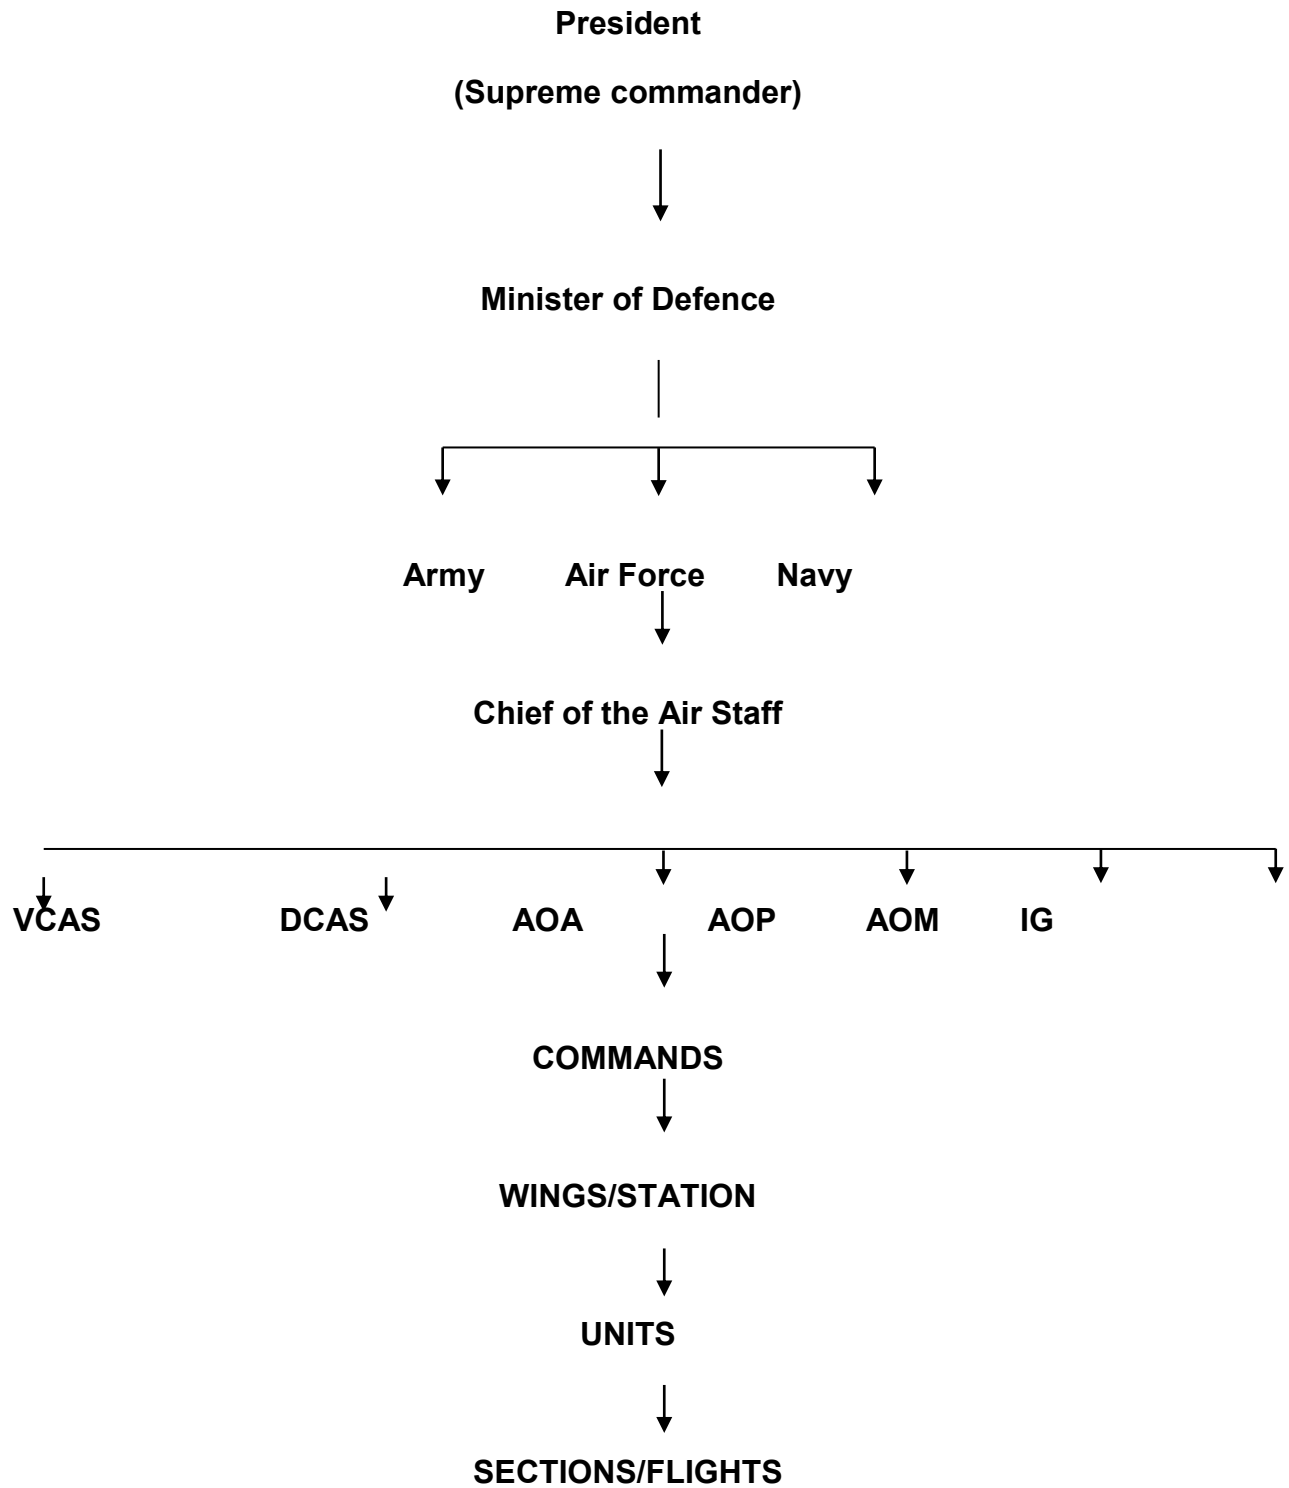 President
(Supreme commander)
Minister of Defence
Army Air Force Navy
Chief of the Air Staff
VCAS DCAS AOA AOP AOM IG
COMMANDS
WINGS/STATION
UNITS
SECTIONS/FLIGHTS